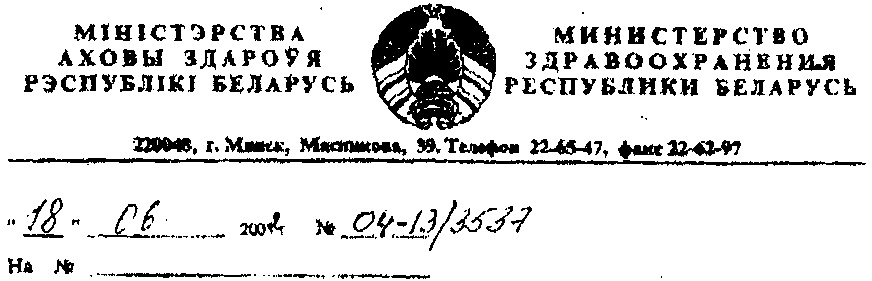 МІНІСТЭРСТВА
АХОВЫ ЗДАРОЎЯ
РЭСПУБЛІКІ БЕЛАРУСЬ
МИНИСТЕРСТВО
ЗДРАВООХРАНЕНИЯ
РЕСПУБЛИКИ БЕЛАРУСЬ
220048, г. Минск, Мясникова, 39. Телефон 22-65-47, факс 22-62-97
" 18 " 06 200 г. № 04-13/3537
На №